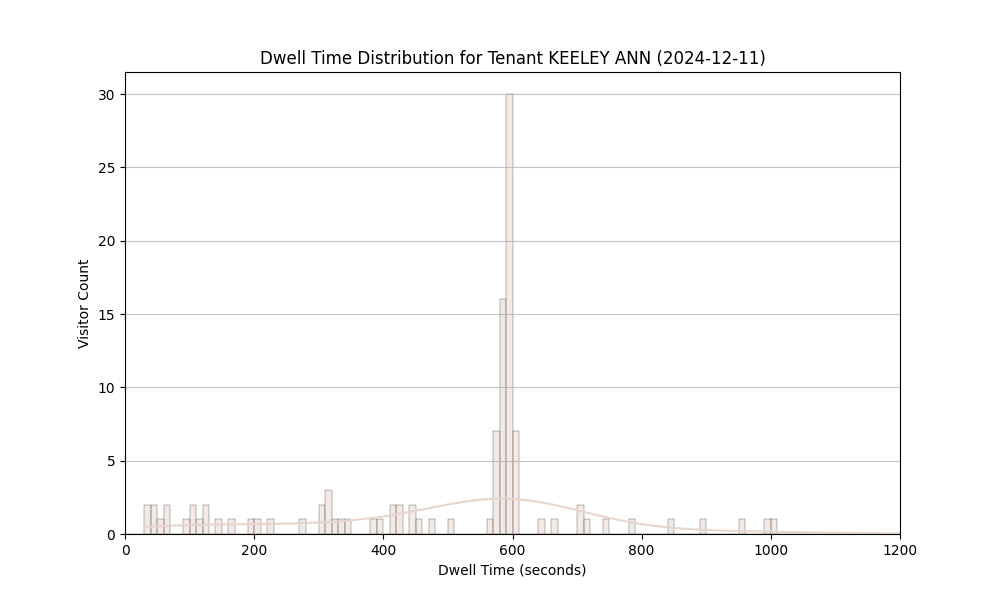 Dwell Time Distribution for Tenant KEELEY ANN (2024-12-11)
30
25
20
15
10
5
0
Visitor Count
0 200 400 600 800 1000 1200
Dwell Time (seconds)